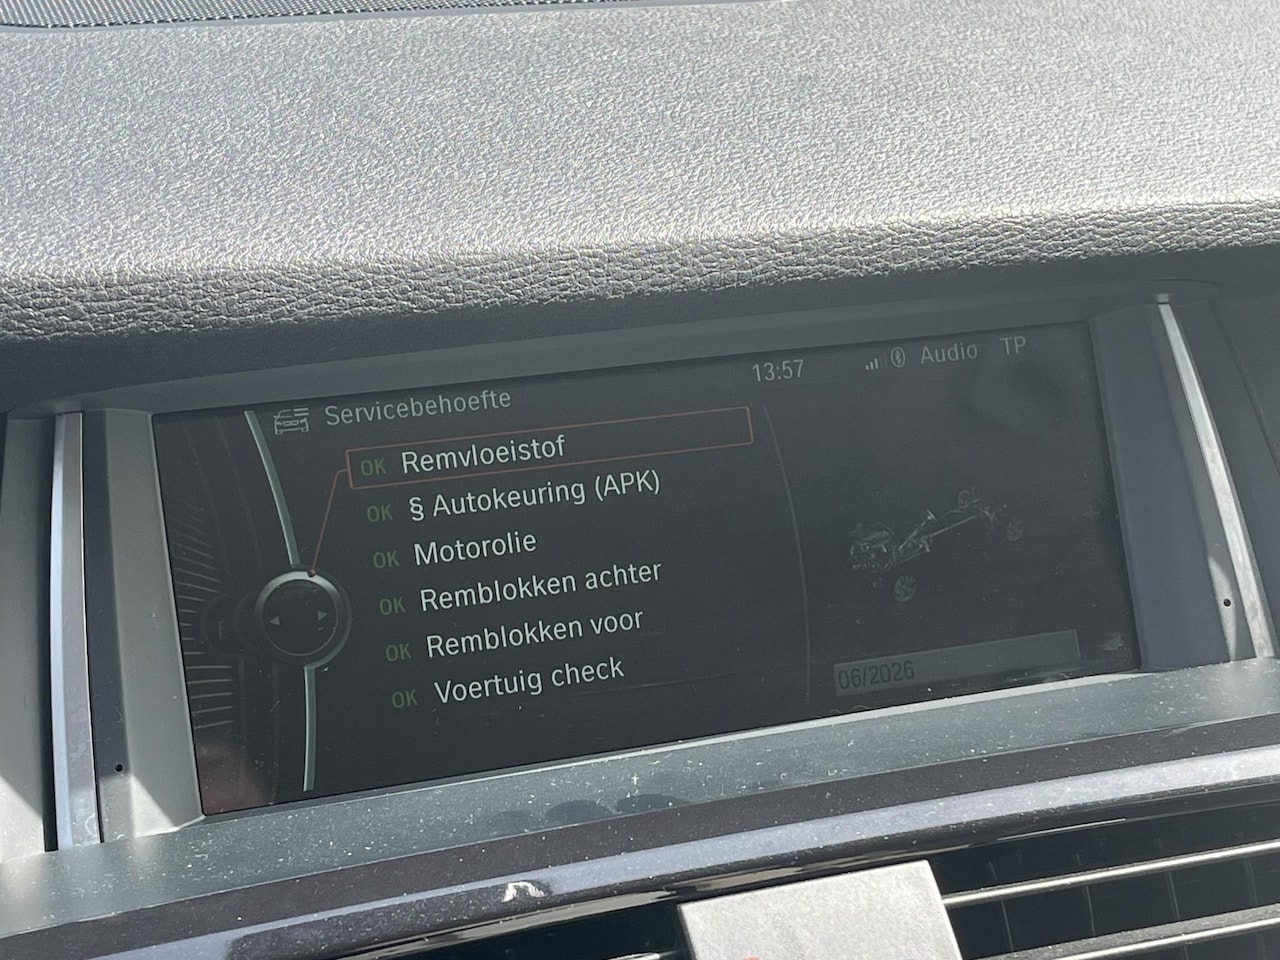 13:57 Audio TP
Servicebehoefte
OK Remvloeistof
OK § Autokeuring (APK)
OK Motorolie
OK Remblokken achter
OK Remblokken voor
OK Voertuig check
06/2026